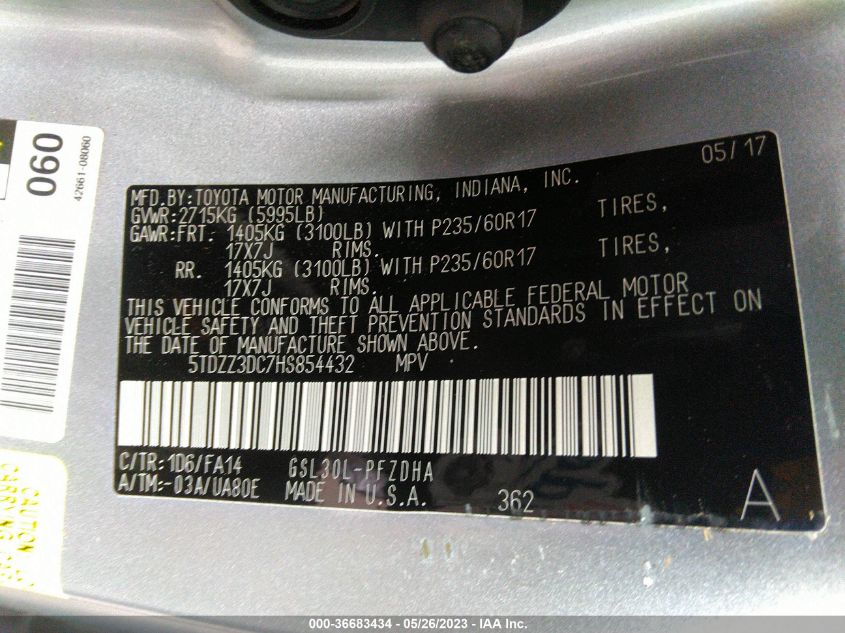 060
42661-08060
05/17
MFD.BY:TOYOTA MOTOR MANUFACTURING, INDIANA, INC.
GVWR:2715KG (5995LB)
GAWR:FRT. 1405KG (3100LB) WITH P235/60R17 TIRES,
17X7J RIMS.
RR. 1405KG (3100LB) WITH P235/60R17 TIRES,
17X7J RIMS.
THIS VEHICLE CONFORMS TO ALL APPLICABLE FEDERAL MOTOR
VEHICLE SAFETY AND THEFT PREVENTION STANDARDS IN EFFECT ON
THE DATE OF MANUFACTURE SHOWN ABOVE.
5TDZZ3DC7HS854432 MPV
C/TR:1D6/FA14 GSL30L-PFZDHA
A/TM:-03A/UA80E MADE IN U.S.A. 362 A
CAUTION
CARRYING
000-36683434 - 05/26/2023 - IAA Inc.